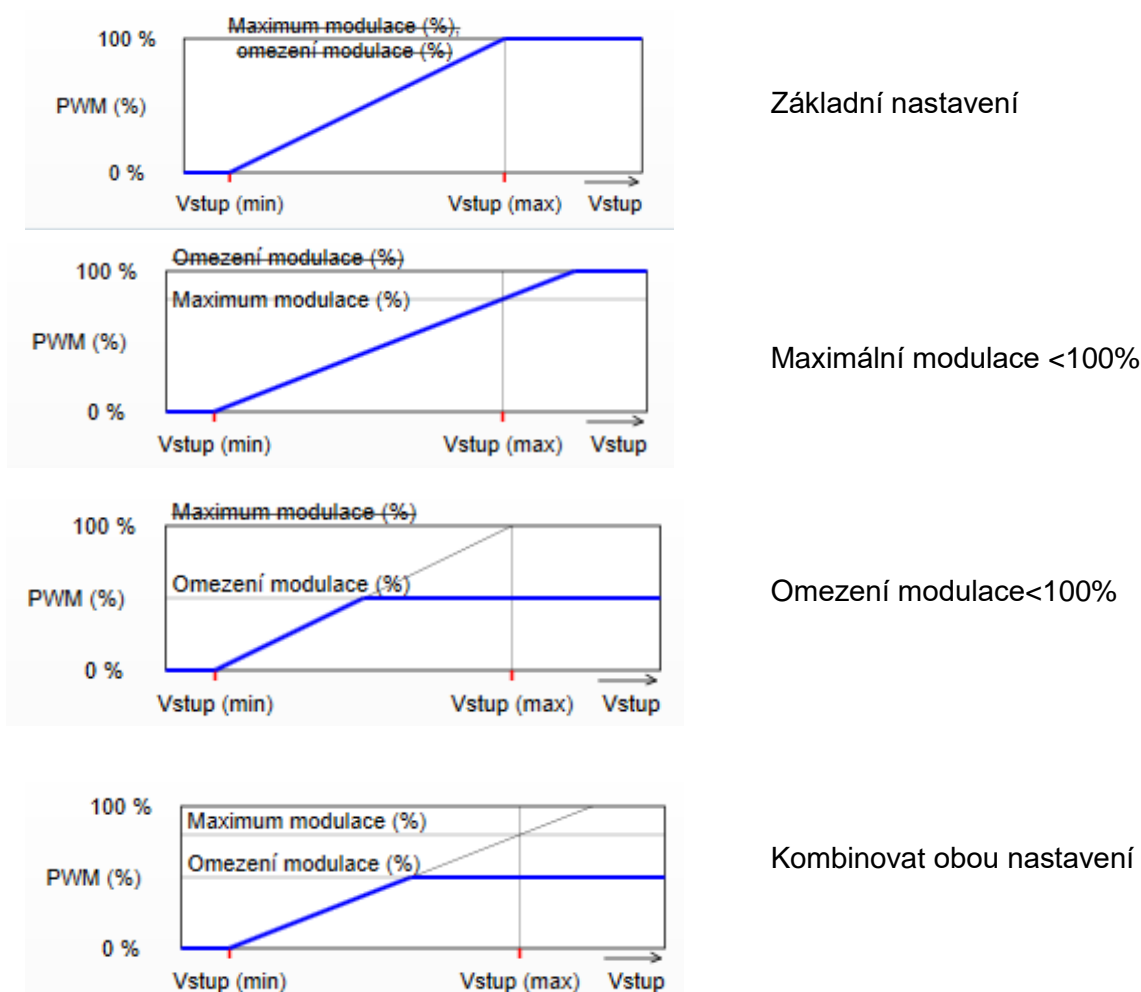 Maximum modulace (%),
100 %
omezení modulace (%)
PWM (%)
Základní nastavení
0 %
Vstup (min) Vstup (max) Vstup
Omezení modulace (%)
100 %
Maximum modulace (%)
PWM (%)
Maximální modulace <100%
0 %
Vstup (min) Vstup (max) Vstup
Maximum modulace (%)
100 %
Omezení modulace (%)
PWM (%)
Omezení modulace<100%
0 %
Vstup (min) Vstup (max) Vstup
100 %
Maximum modulace (%)
Omezení modulace (%)
PWM (%)
Kombinovat obou nastavení
0 %
Vstup (min) Vstup (max) Vstup